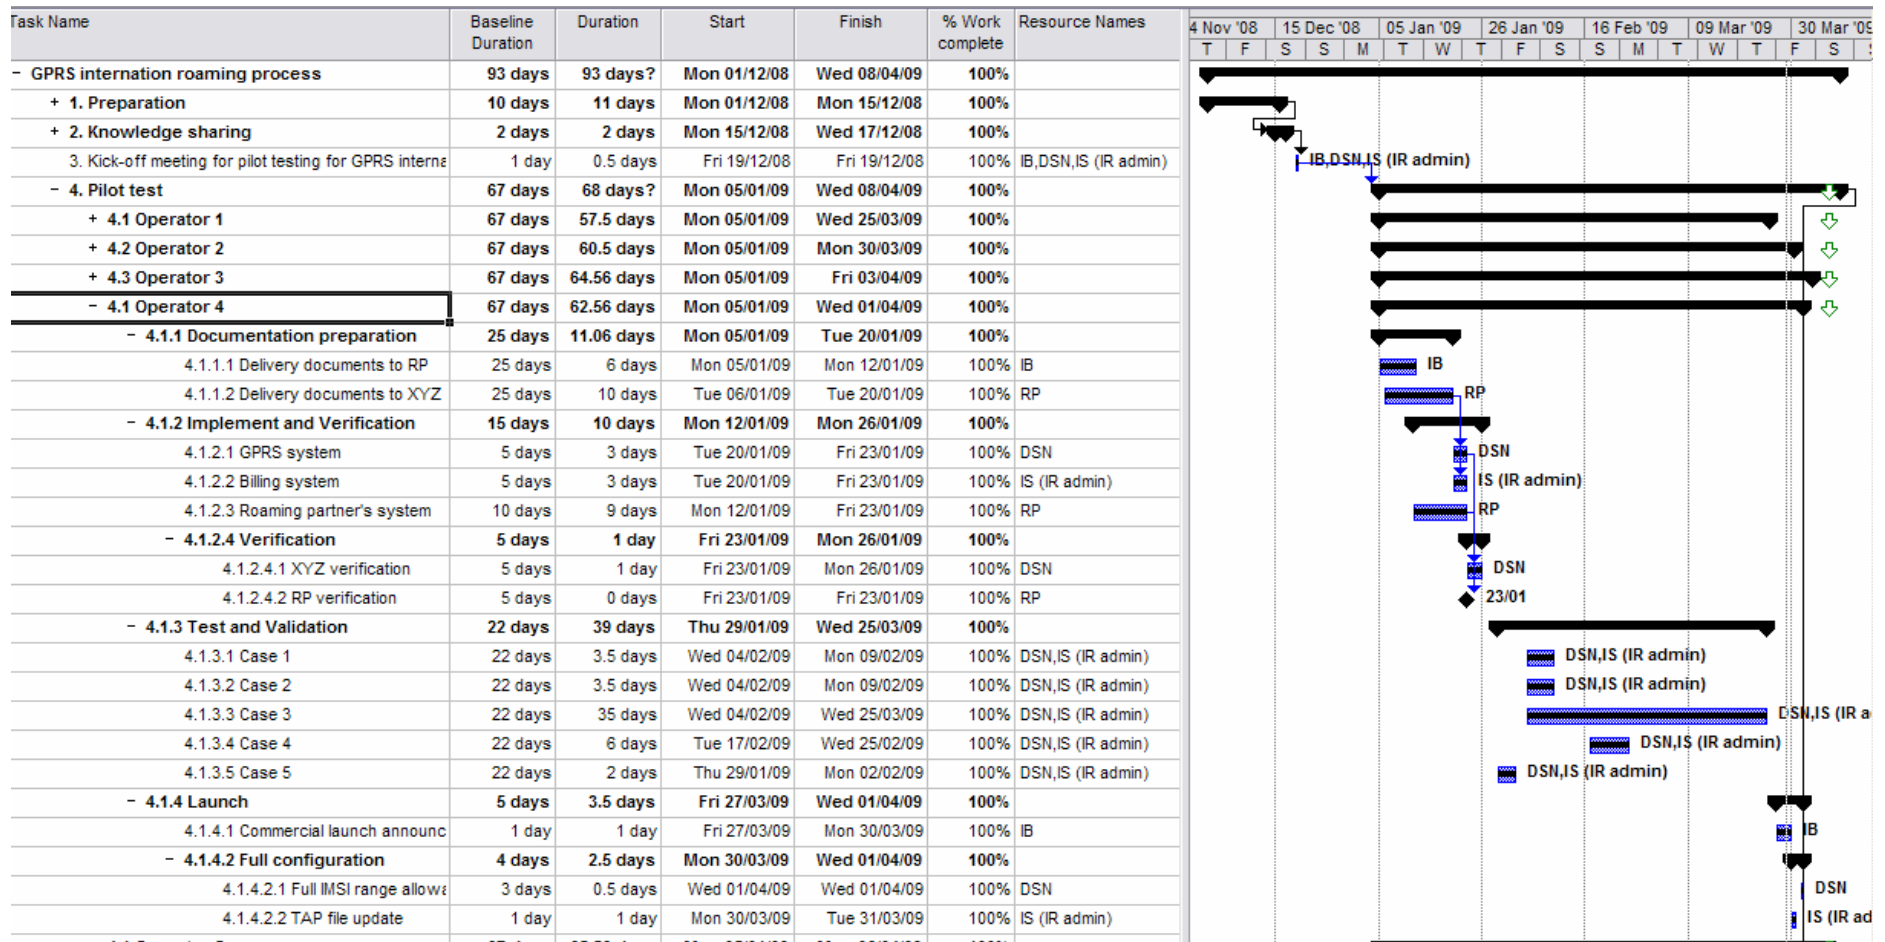 Task Name Baseline Duration Duration Start Finish % Work complete Resource Names
4 Nov '08 15 Dec '08 05 Jan '09 26 Jan '09 16 Feb '09 09 Mar '09 30 Mar '09
T F S S M T W T F S S M T W T F S
− GPRS internation roaming process 93 days 93 days? Mon 01/12/08 Wed 08/04/09 100%
+ 1. Preparation 10 days 11 days Mon 01/12/08 Mon 15/12/08 100%
+ 2. Knowledge sharing 2 days 2 days Mon 15/12/08 Wed 17/12/08 100%
3. Kick-off meeting for pilot testing for GPRS interna 1 day 0.5 days Fri 19/12/08 Fri 19/12/08 100% IB,DSN,IS (IR admin) IB,DSN,IS (IR admin)
− 4. Pilot test 67 days 68 days? Mon 05/01/09 Wed 08/04/09 100%
+ 4.1 Operator 1 67 days 57.5 days Mon 05/01/09 Wed 25/03/09 100%
+ 4.2 Operator 2 67 days 60.5 days Mon 05/01/09 Mon 30/03/09 100%
+ 4.3 Operator 3 67 days 64.56 days Mon 05/01/09 Fri 03/04/09 100%
− 4.1 Operator 4 67 days 62.56 days Mon 05/01/09 Wed 01/04/09 100%
− 4.1.1 Documentation preparation 25 days 11.06 days Mon 05/01/09 Tue 20/01/09 100%
4.1.1.1 Delivery documents to RP 25 days 6 days Mon 05/01/09 Mon 12/01/09 100% IB IB
4.1.1.2 Delivery documents to XYZ 25 days 10 days Tue 06/01/09 Tue 20/01/09 100% RP RP
− 4.1.2 Implement and Verification 15 days 10 days Mon 12/01/09 Mon 26/01/09 100%
4.1.2.1 GPRS system 5 days 3 days Tue 20/01/09 Fri 23/01/09 100% DSN DSN
4.1.2.2 Billing system 5 days 3 days Tue 20/01/09 Fri 23/01/09 100% IS (IR admin) IS (IR admin)
4.1.2.3 Roaming partner's system 10 days 9 days Mon 12/01/09 Fri 23/01/09 100% RP RP
− 4.1.2.4 Verification 5 days 1 day Fri 23/01/09 Mon 26/01/09 100%
4.1.2.4.1 XYZ verification 5 days 1 day Fri 23/01/09 Mon 26/01/09 100% DSN DSN
4.1.2.4.2 RP verification 5 days 0 days Fri 23/01/09 Fri 23/01/09 100% RP 23/01
− 4.1.3 Test and Validation 22 days 39 days Thu 29/01/09 Wed 25/03/09 100%
4.1.3.1 Case 1 22 days 3.5 days Wed 04/02/09 Mon 09/02/09 100% DSN,IS (IR admin) DSN,IS (IR admin)
4.1.3.2 Case 2 22 days 3.5 days Wed 04/02/09 Mon 09/02/09 100% DSN,IS (IR admin) DSN,IS (IR admin)
4.1.3.3 Case 3 22 days 35 days Wed 04/02/09 Wed 25/03/09 100% DSN,IS (IR admin) DSN,IS (IR a
4.1.3.4 Case 4 22 days 6 days Tue 17/02/09 Wed 25/02/09 100% DSN,IS (IR admin) DSN,IS (IR admin)
4.1.3.5 Case 5 22 days 2 days Thu 29/01/09 Mon 02/02/09 100% DSN,IS (IR admin) DSN,IS (IR admin)
− 4.1.4 Launch 5 days 3.5 days Fri 27/03/09 Wed 01/04/09 100%
4.1.4.1 Commercial launch announc 1 day 1 day Fri 27/03/09 Mon 30/03/09 100% IB IB
− 4.1.4.2 Full configuration 4 days 2.5 days Mon 30/03/09 Wed 01/04/09 100%
4.1.4.2.1 Full IMSI range allowa 3 days 0.5 days Wed 01/04/09 Wed 01/04/09 100% DSN DSN
4.1.4.2.2 TAP file update 1 day 1 day Mon 30/03/09 Tue 31/03/09 100% IS (IR admin) IS (IR ad